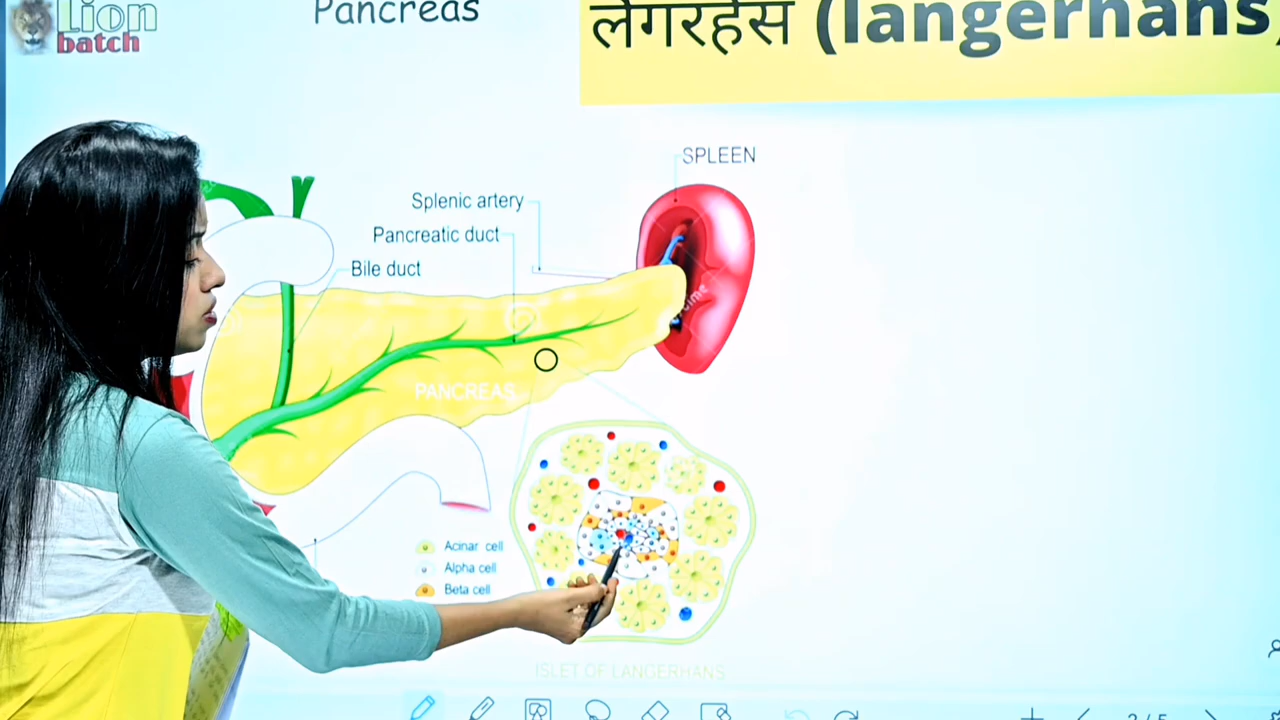 Lion
batch
Pancreas
लैंगरहैंस (langerhans)
SPLEEN
Splenic artery
Pancreatic duct
Bile duct
PANCREAS
Acinar cell
Alpha cell
Beta cell
ISLET OF LANGERHANS